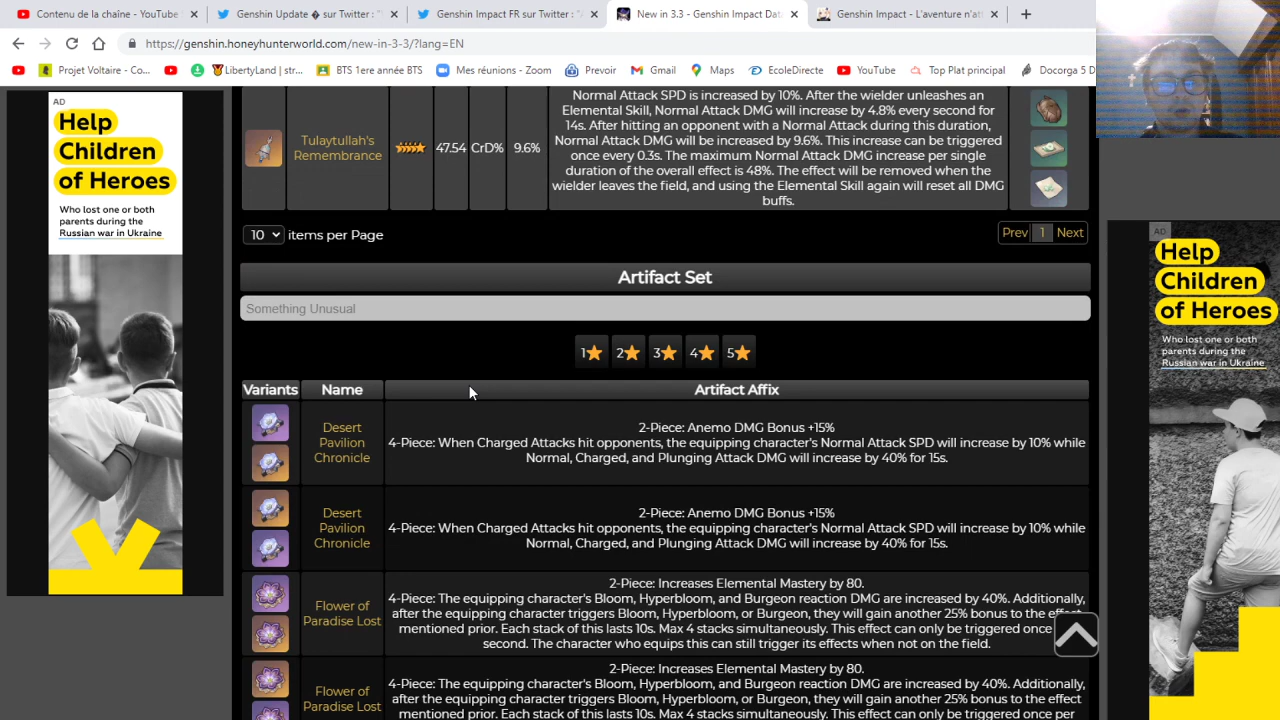 Contenu de la chaîne - YouTube
Genshin Update � sur Twitter : "
Genshin Impact FR sur Twitter : "
New in 3.3 - Genshin Impact Dat
Genshin Impact - L'aventure n'at
https://genshin.honeyhunterworld.com/new-in-3-3/?lang=EN
Projet Voltaire - Co...
LibertyLand | str...
BTS 1ere année BTS
Mes réunions - Zoom
Prevoir
Gmail
Maps
EcoleDirecte
YouTube
Top Plat principal
Docorga 5 D
AD
Help
Children
of Heroes
Who lost one or both
parents during the
Russian war in Ukraine
Tulaytullah's
Remembrance
47.54
CrD%
9.6%
Normal Attack SPD is increased by 10%. After the wielder unleashes an
Elemental Skill, Normal Attack DMG will increase by 4.8% every second for
14s. After hitting an opponent with a Normal Attack during this duration,
Normal Attack DMG will be increased by 9.6%. This increase can be triggered
once every 0.3s. The maximum Normal Attack DMG increase per single
duration of the overall effect is 48%. The effect will be removed when the
wielder leaves the field, and using the Elemental Skill again will reset all DMG
buffs.
10 items per Page
Prev 1 Next
Artifact Set
Something Unusual
1 2 3 4 5
Variants Name Artifact Affix
Desert
Pavilion
Chronicle
2-Piece: Anemo DMG Bonus +15%
4-Piece: When Charged Attacks hit opponents, the equipping character's Normal Attack SPD will increase by 10% while
Normal, Charged, and Plunging Attack DMG will increase by 40% for 15s.
Desert
Pavilion
Chronicle
2-Piece: Anemo DMG Bonus +15%
4-Piece: When Charged Attacks hit opponents, the equipping character's Normal Attack SPD will increase by 10% while
Normal, Charged, and Plunging Attack DMG will increase by 40% for 15s.
Flower of
Paradise Lost
2-Piece: Increases Elemental Mastery by 80.
4-Piece: The equipping character's Bloom, Hyperbloom, and Burgeon reaction DMG are increased by 40%. Additionally,
after the equipping character triggers Bloom, Hyperbloom, or Burgeon, they will gain another 25% bonus to the
mentioned prior. Each stack of this lasts 10s. Max 4 stacks simultaneously. This effect can only be triggered once
second. The character who equips this can still trigger its effects when not on the field.
Flower of
Paradise Lost
2-Piece: Increases Elemental Mastery by 80.
4-Piece: The equipping character's Bloom, Hyperbloom, and Burgeon reaction DMG are increased by 40%. Additionally,
after the equipping character triggers Bloom, Hyperbloom, or Burgeon, they will gain another 25% bonus to the effect
mentioned prior. Each stack of this lasts 10s. Max 4 stacks simultaneously. This effect can only be triggered once per
AD
Help
Children
of Heroes
Who lost one or both
parents during the
Russian war in Ukraine